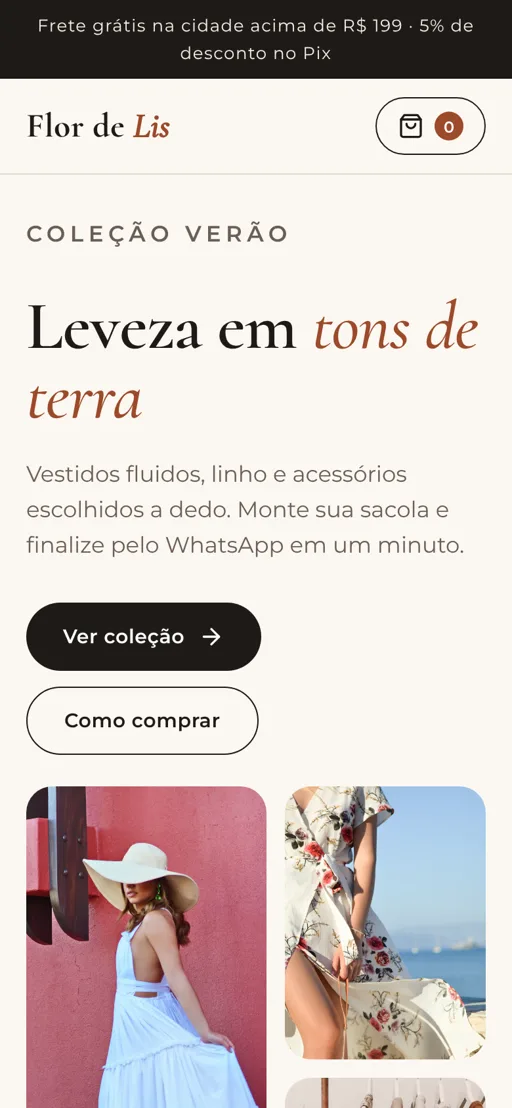 Frete grátis na cidade acima de R$ 199 · 5% de
desconto no Pix
Flor de Lis
0
COLEÇÃO VERÃO
Leveza em tons de
terra
Vestidos fluidos, linho e acessórios
escolhidos a dedo. Monte sua sacola e
finalize pelo WhatsApp em um minuto.
Ver coleção →
Como comprar